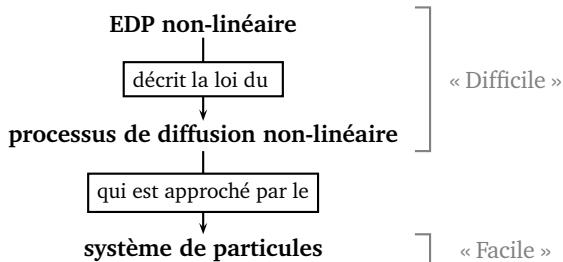 EDP non-linéaire
décrit la loi du
« Difficile »
processus de diffusion non-linéaire
qui est approché par le
système de particules
« Facile »